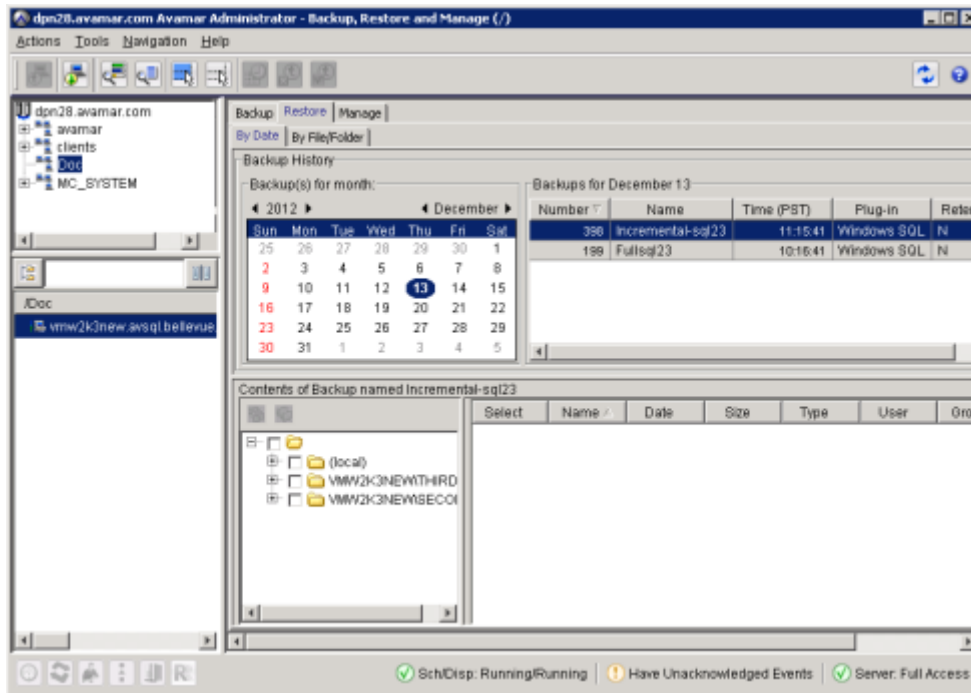 dpn28.avamar.com Avamar Administrator - Backup, Restore and Manage (/)
Actions Tools Navigation Help
dpn28.avamar.com
avamar
clients
Doc
MC_SYSTEM
/Doc
vmw2k3new.avsql.bellevue.
Backup Restore Manage
By Date By File/Folder
Backup History
Backup(s) for month:
2012 December
Sun Mon Tue Wed Thu Fri Sat
25 26 27 28 29 30 1
2 3 4 5 6 7 8
9 10 11 12 13 14 15
16 17 18 19 20 21 22
23 24 25 26 27 28 29
30 31 1 2 3 4 5
Backups for December 13
Number Name Time (PST) Plug-in Reter
398 Incremental-sql23 11:15:41 Windows SQL N
199 Fullsql23 10:16:41 Windows SQL N
Contents of Backup named Incremental-sql23
(local)
VMW2K3NEW\THIRD
VMW2K3NEW\SECO
Select Name Date Size Type User Gro
Sch/Disp: Running/Running Have Unacknowledged Events Server: Full Access